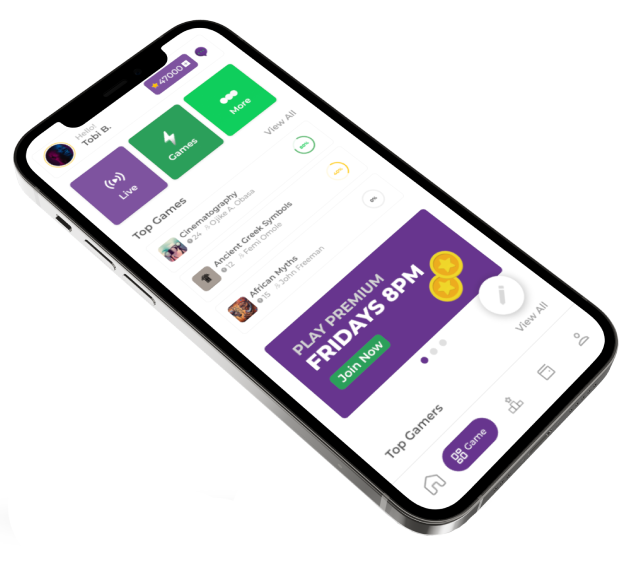 Hello!
Tobi B.
47000
Live
Games
More
Top Games
View All
Cinematography
24 Ojike A. Obasa
Ancient Greek Symbols
12 Femi Omole
African Myths
15 John Freeman
0%
PLAY PREMIUM
FRIDAYS 8PM
Join Now
Top Gamers
View All
Game